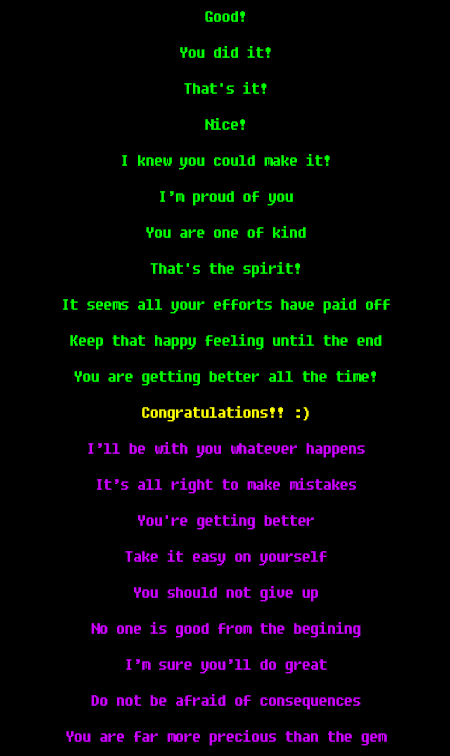 Good!
You did it!
That's it!
Nice!
I knew you could make it!
I'm proud of you
You are one of kind
That's the spirit!
It seems all your efforts have paid off
Keep that happy feeling until the end
You are getting better all the time!
Congratulations!! :)
I'll be with you whatever happens
It's all right to make mistakes
You're getting better
Take it easy on yourself
You should not give up
No one is good from the begining
I'm sure you'll do great
Do not be afraid of consequences
You are far more precious than the gem